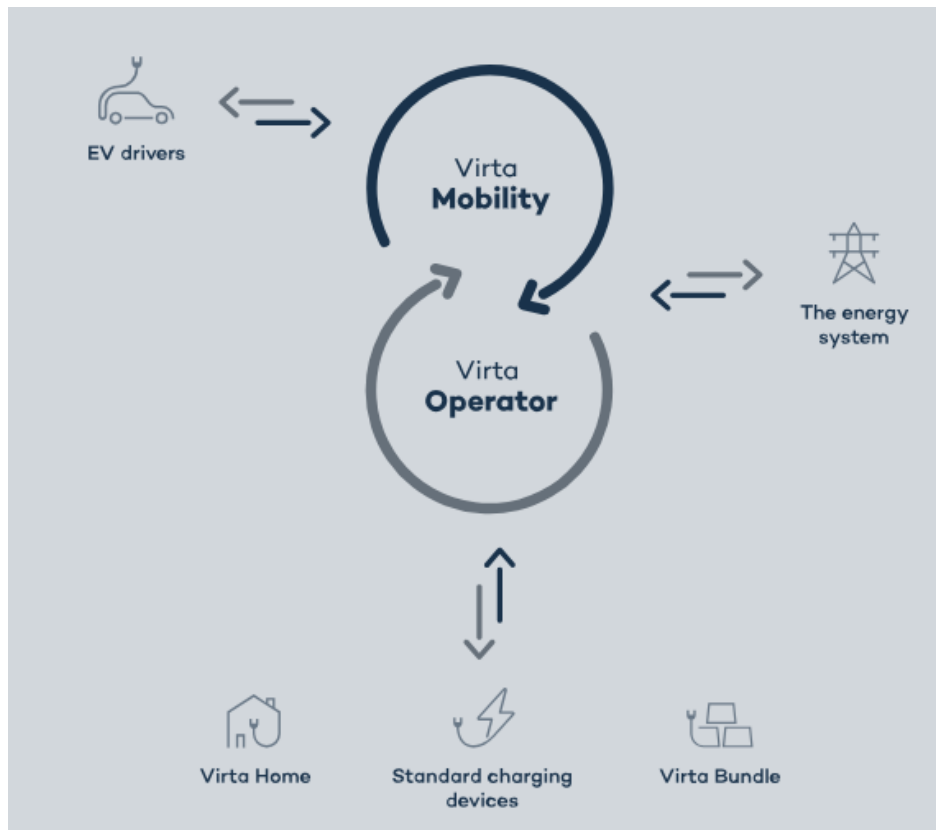 EV drivers
Virta
Mobility
The energy
system
Virta
Operator
Virta Home
Standard charging
devices
Virta Bundle